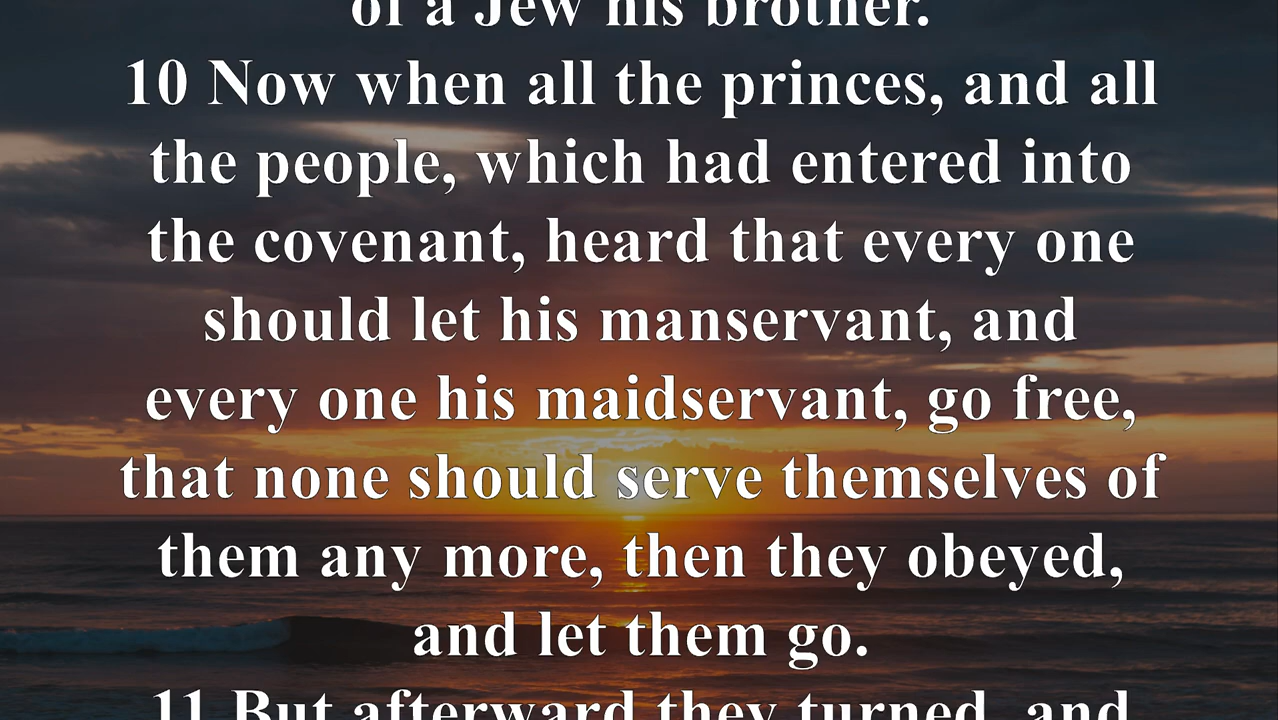 of a Jew his brother.
10 Now when all the princes, and all
the people, which had entered into
the covenant, heard that every one
should let his manservant, and
every one his maidservant, go free,
that none should serve themselves of
them any more, then they obeyed,
and let them go.
11 But afterward they turned, and